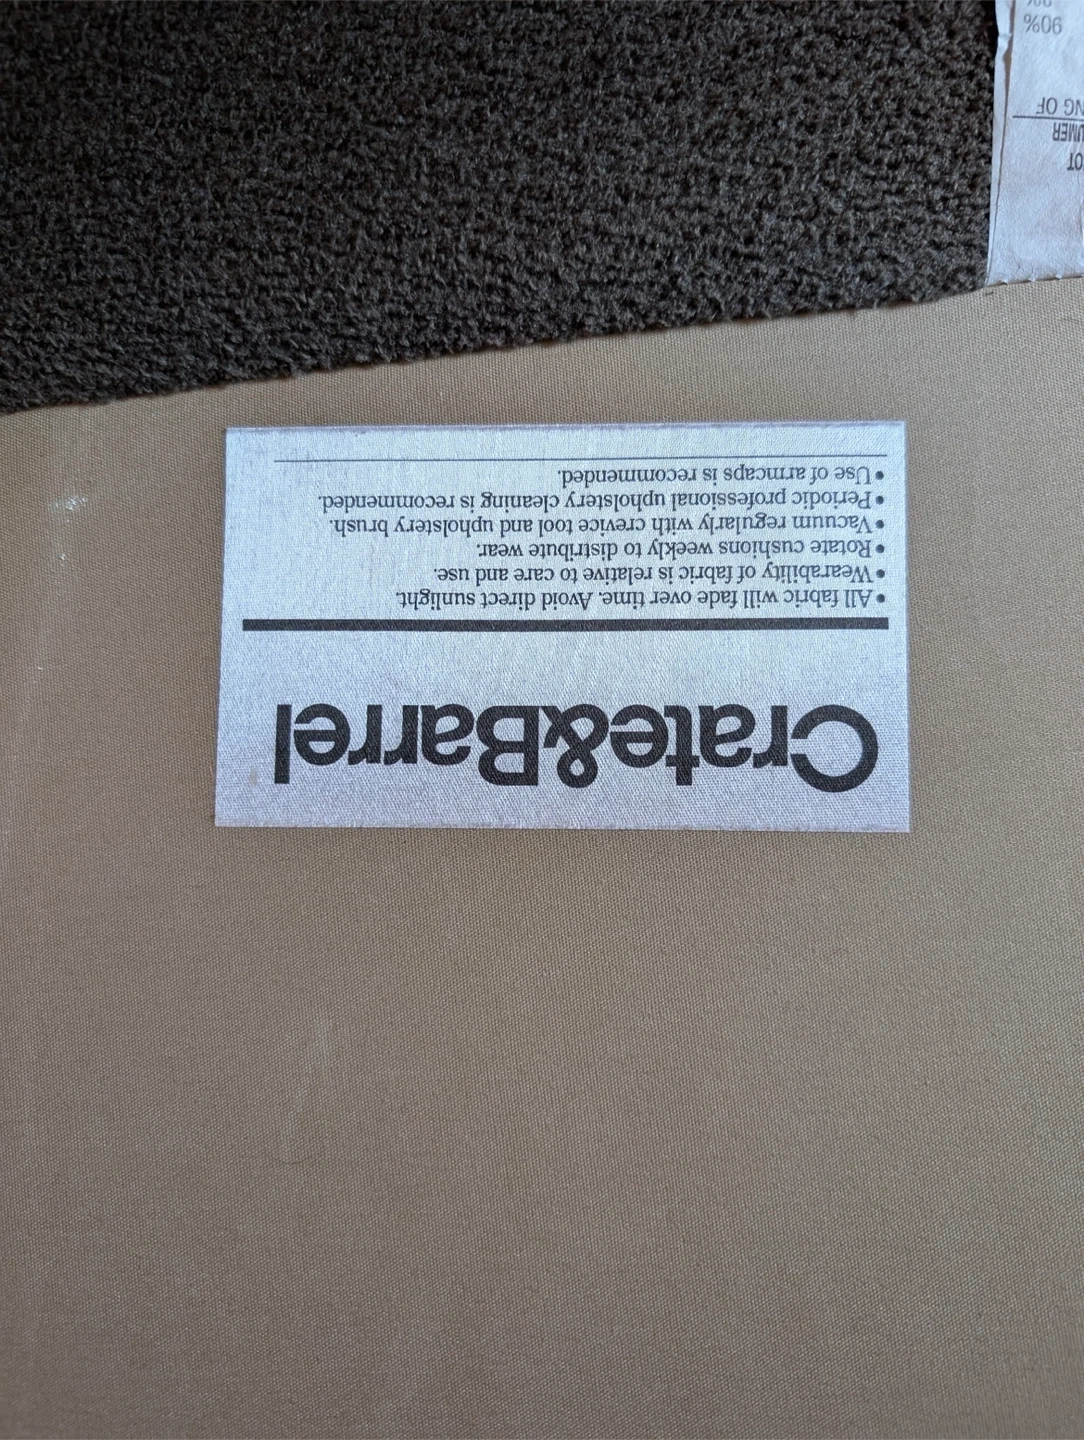 Crate&Barrel
• All fabric will fade over time. Avoid direct sunlight.
• Wearability of fabric is relative to care and use.
• Rotate cushions weekly to distribute wear.
• Vacuum regularly with crevice tool and upholstery brush.
• Periodic professional upholstery cleaning is recommended.
• Use of armcaps is recommended.
OF
90%